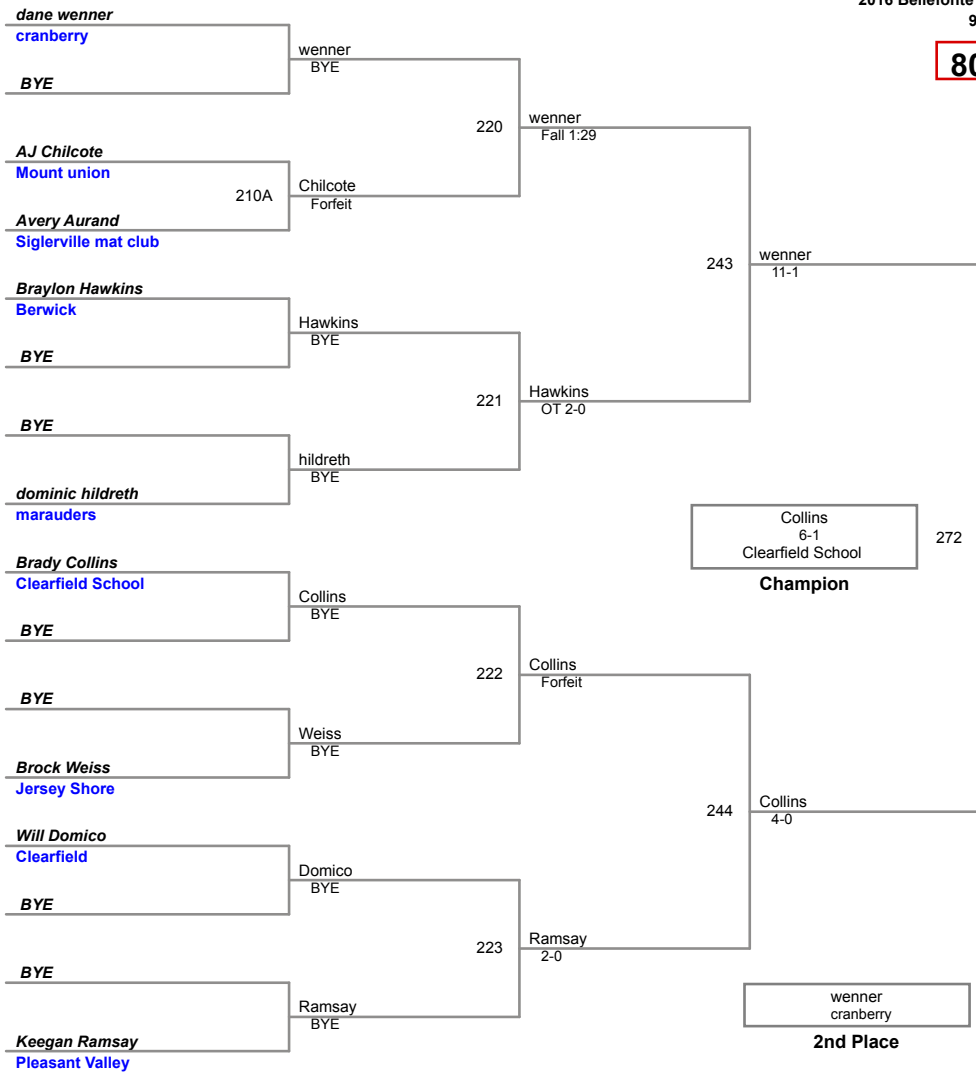 2016 Bellefonte
9
80
dane wenner
cranberry
wenner
BYE
BYE
220
wenner
Fall 1:29
AJ Chilcote
Mount union
210A
Chilcote
Forfeit
Avery Aurand
Siglerville mat club
243
wenner
11-1
Braylon Hawkins
Berwick
Hawkins
BYE
BYE
221
Hawkins
OT 2-0
BYE
hildreth
BYE
dominic hildreth
marauders
Collins
6-1
Clearfield School
272
Champion
Brady Collins
Clearfield School
Collins
BYE
BYE
222
Collins
Forfeit
BYE
Weiss
BYE
Brock Weiss
Jersey Shore
244
Collins
4-0
Will Domico
Clearfield
Domico
BYE
BYE
223
Ramsay
2-0
BYE
Ramsay
BYE
wenner
cranberry
2nd Place
Keegan Ramsay
Pleasant Valley